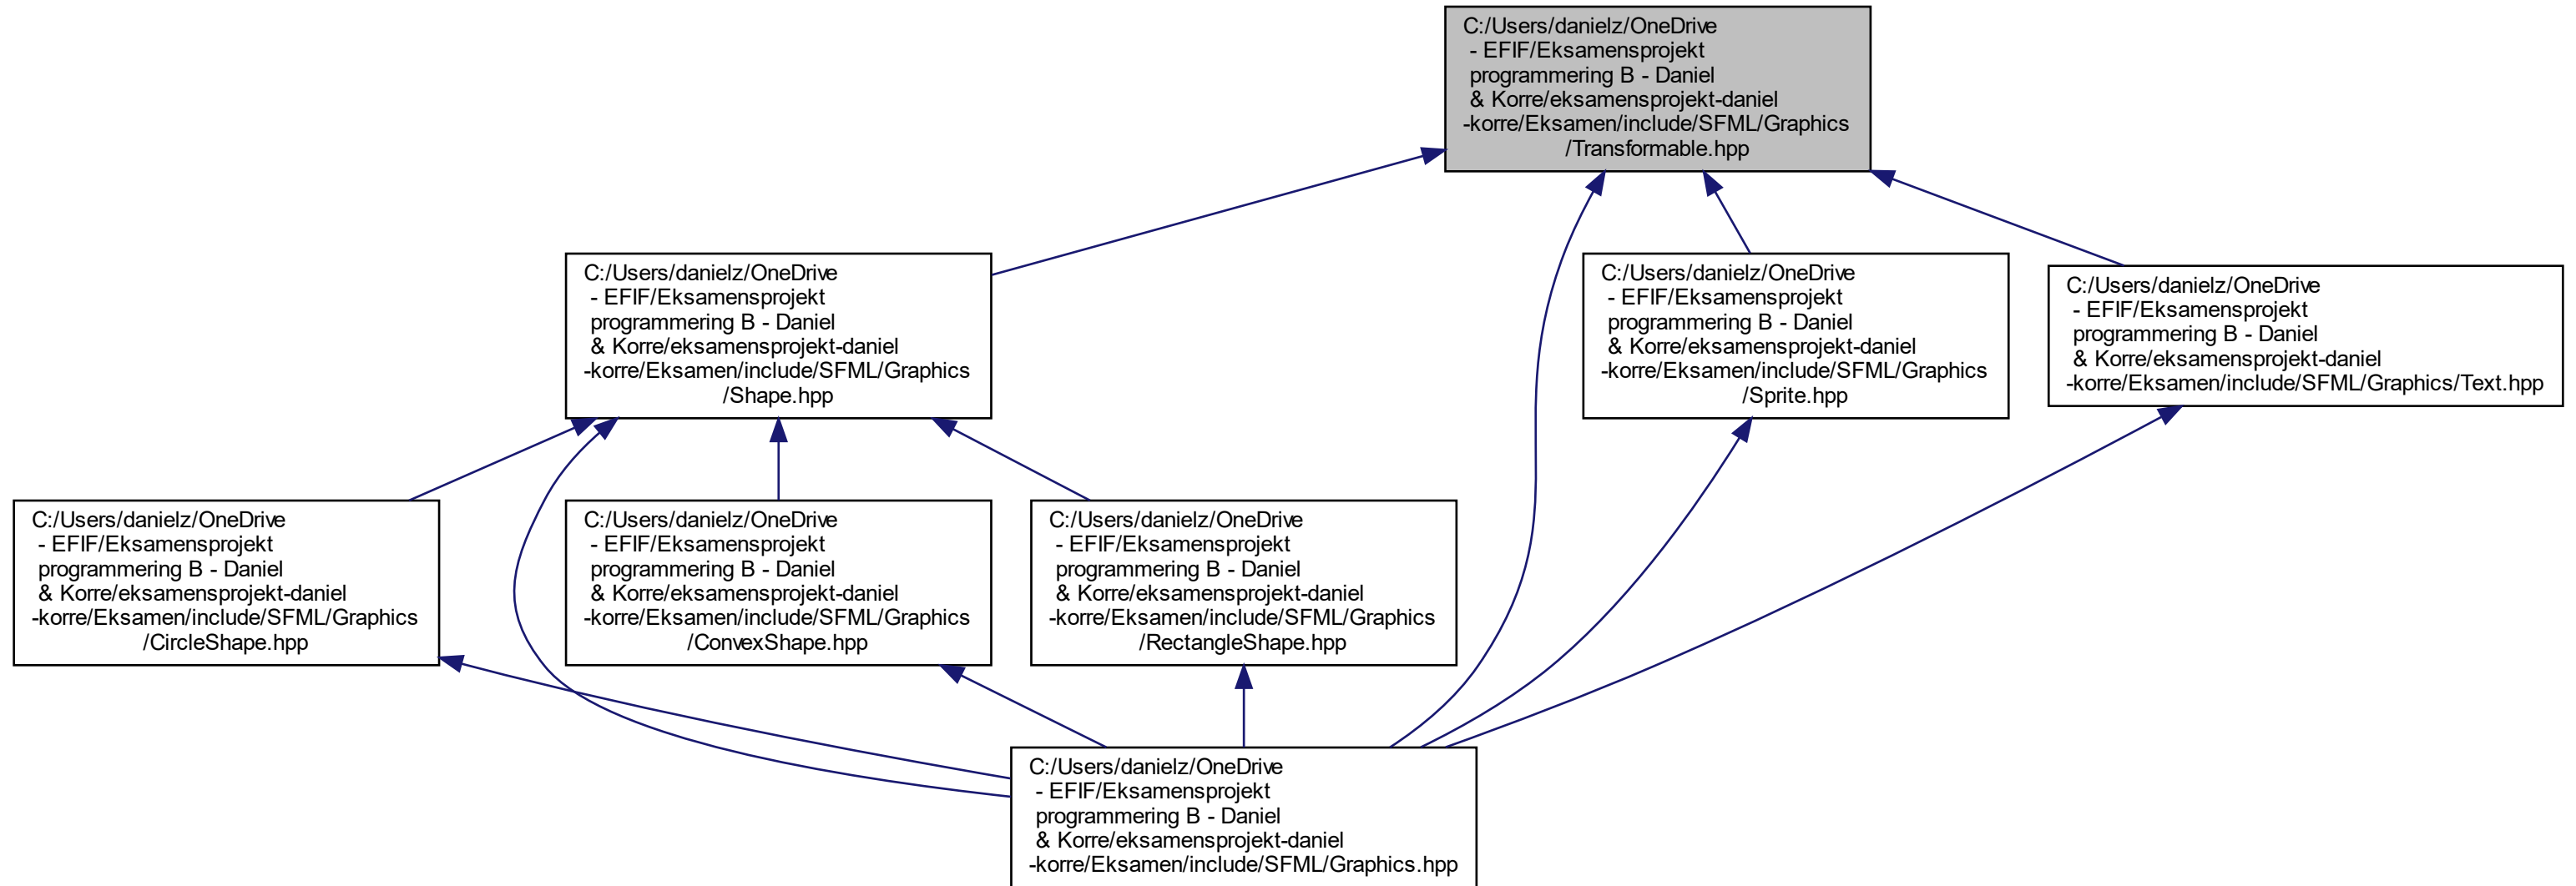 C:/Users/danielz/OneDrive
- EFIF/Eksamensprojekt
programmering B - Daniel
& Korre/eksamensprojekt-daniel
-korre/Eksamen/include/SFML/Graphics
/Transformable.hpp
C:/Users/danielz/OneDrive
- EFIF/Eksamensprojekt
programmering B - Daniel
& Korre/eksamensprojekt-daniel
-korre/Eksamen/include/SFML/Graphics
/Shape.hpp
C:/Users/danielz/OneDrive
- EFIF/Eksamensprojekt
programmering B - Daniel
& Korre/eksamensprojekt-daniel
-korre/Eksamen/include/SFML/Graphics
/Sprite.hpp
C:/Users/danielz/OneDrive
- EFIF/Eksamensprojekt
programmering B - Daniel
& Korre/eksamensprojekt-daniel
-korre/Eksamen/include/SFML/Graphics/Text.hpp
C:/Users/danielz/OneDrive
- EFIF/Eksamensprojekt
programmering B - Daniel
& Korre/eksamensprojekt-daniel
-korre/Eksamen/include/SFML/Graphics
/CircleShape.hpp
C:/Users/danielz/OneDrive
- EFIF/Eksamensprojekt
programmering B - Daniel
& Korre/eksamensprojekt-daniel
-korre/Eksamen/include/SFML/Graphics
/ConvexShape.hpp
C:/Users/danielz/OneDrive
- EFIF/Eksamensprojekt
programmering B - Daniel
& Korre/eksamensprojekt-daniel
-korre/Eksamen/include/SFML/Graphics
/RectangleShape.hpp
C:/Users/danielz/OneDrive
- EFIF/Eksamensprojekt
programmering B - Daniel
& Korre/eksamensprojekt-daniel
-korre/Eksamen/include/SFML/Graphics.hpp